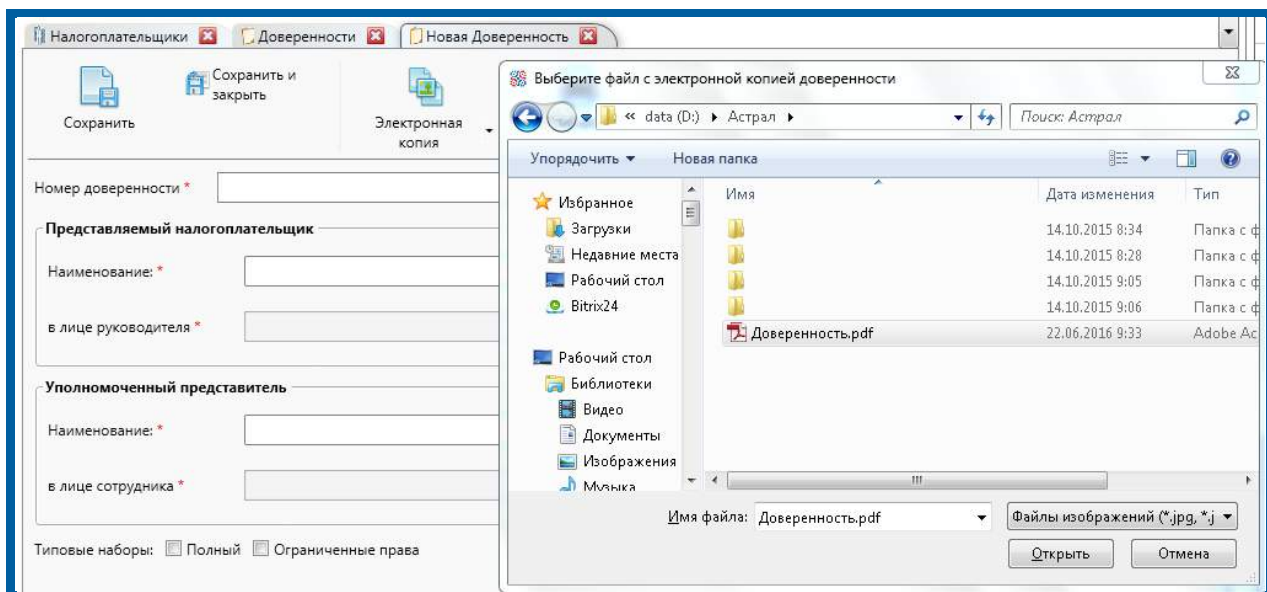 Налогоплательщики Доверенности Новая Доверенность
Сохранить
Сохранить и
закрыть
Электронная
копия
Номер доверенности *
Представляемый налогоплательщик
Наименование: *
в лице руководителя *
Уполномоченный представитель
Наименование: *
в лице сотрудника *
Типовые наборы: Полный Ограниченные права
Выберите файл с электронной копией доверенности
« data (D:) Астрал
Поиск: Астрал
Упорядочить Новая папка
Избранное
Загрузки
Недавние места
Рабочий стол
Bitrix24
Рабочий стол
Библиотеки
Видео
Документы
Изображения
Музыка
Имя Дата изменения Тип
14.10.2015 8:34 Папка с ф
14.10.2015 8:28 Папка с ф
14.10.2015 9:05 Папка с ф
14.10.2015 9:06 Папка с ф
Доверенность.pdf 22.06.2016 9:33 Adobe Ac
Имя файла: Доверенность.pdf Файлы изображений (*.jpg, *.j
Открыть Отмена